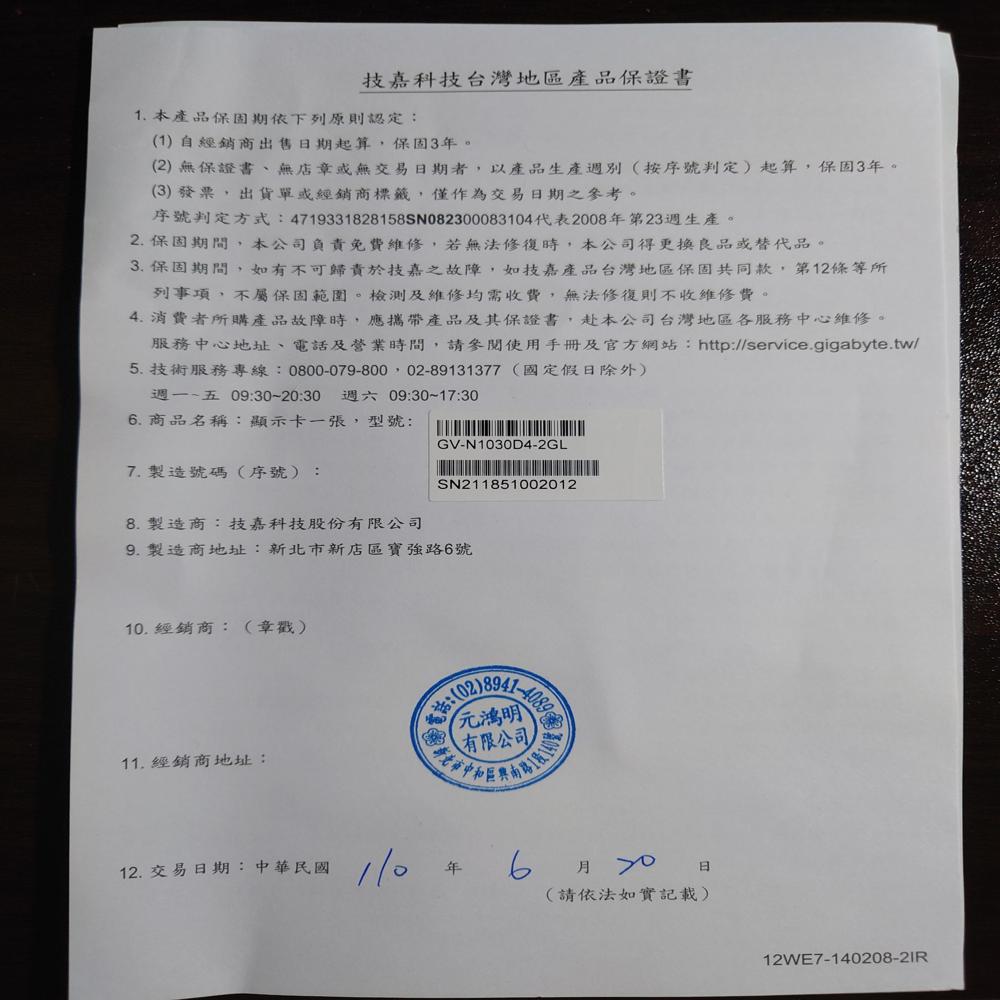 技嘉科技台灣地區產品保證書
1. 本產品保固期依下列原則認定：
(1) 自經銷商出售日期起算，保固3年。
(2) 無保證書、無店章或無交易日期者，以產品生產週別（按序號判定）起算，保固3年。
(3) 發票，出貨單或經銷商標籤，僅作為交易日期之參考。
序號判定方式：4719331828158SN082300083104代表2008年第23週生產。
2. 保固期間，本公司負責免費維修，若無法修復時，本公司得更換良品或替代品。
3. 保固期間，如有不可歸責於技嘉之故障，如技嘉產品台灣地區保固共同款，第12條等所
列事項，不屬保固範圍。檢測及維修均需收費，無法修復則不收維修費。
4. 消費者所購產品故障時，應攜帶產品及其保證書，赴本公司台灣地區各服務中心維修。
服務中心地址、電話及營業時間，請參閱使用手冊及官方網站：http://service.gigabyte.tw/
5. 技術服務專線：0800-079-800，02-89131377（國定假日除外）
週一~五 09:30~20:30 週六 09:30~17:30
6. 商品名稱：顯示卡一張，型號:
GV-N1030D4-2GL
7. 製造號碼（序號）：
SN211851002012
8. 製造商：技嘉科技股份有限公司
9. 製造商地址：新北市新店區寶強路6號
10. 經銷商：（章戳）
電話:(02)8941-4089
元鴻明
有限公司
新北市中和區興南路1段140號
11. 經銷商地址：
12. 交易日期：中華民國 110 年 6 月 30 日
（請依法如實記載）
12WE7-140208-2IR